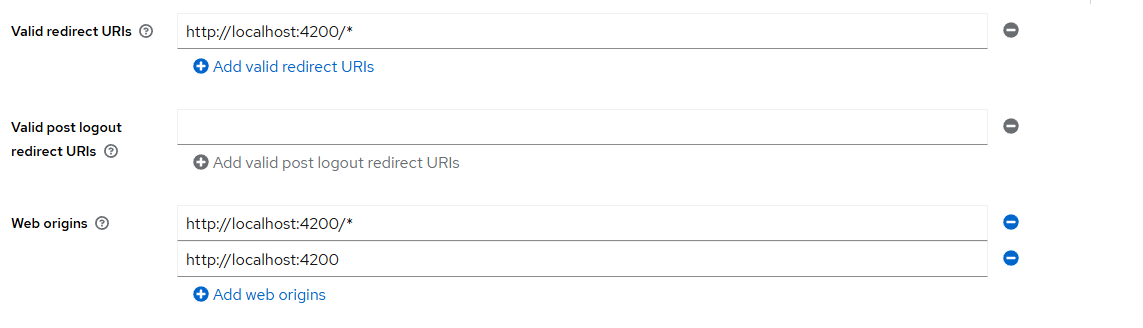 Valid redirect URIs
http://localhost:4200/*
Add valid redirect URIs
Valid post logout
redirect URIs
Add valid post logout redirect URIs
Web origins
http://localhost:4200/*
http://localhost:4200
Add web origins